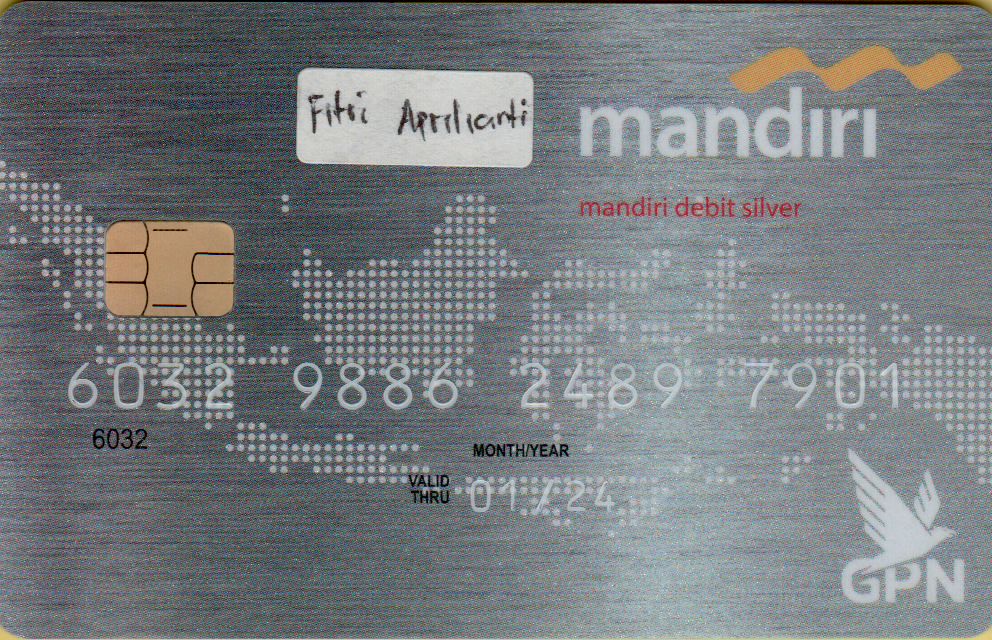 Fitri Aprilianti
mandiri
mandiri debit silver
6032 9886 2489 7901
6032
MONTH/YEAR
VALID THRU 01/24
GPN